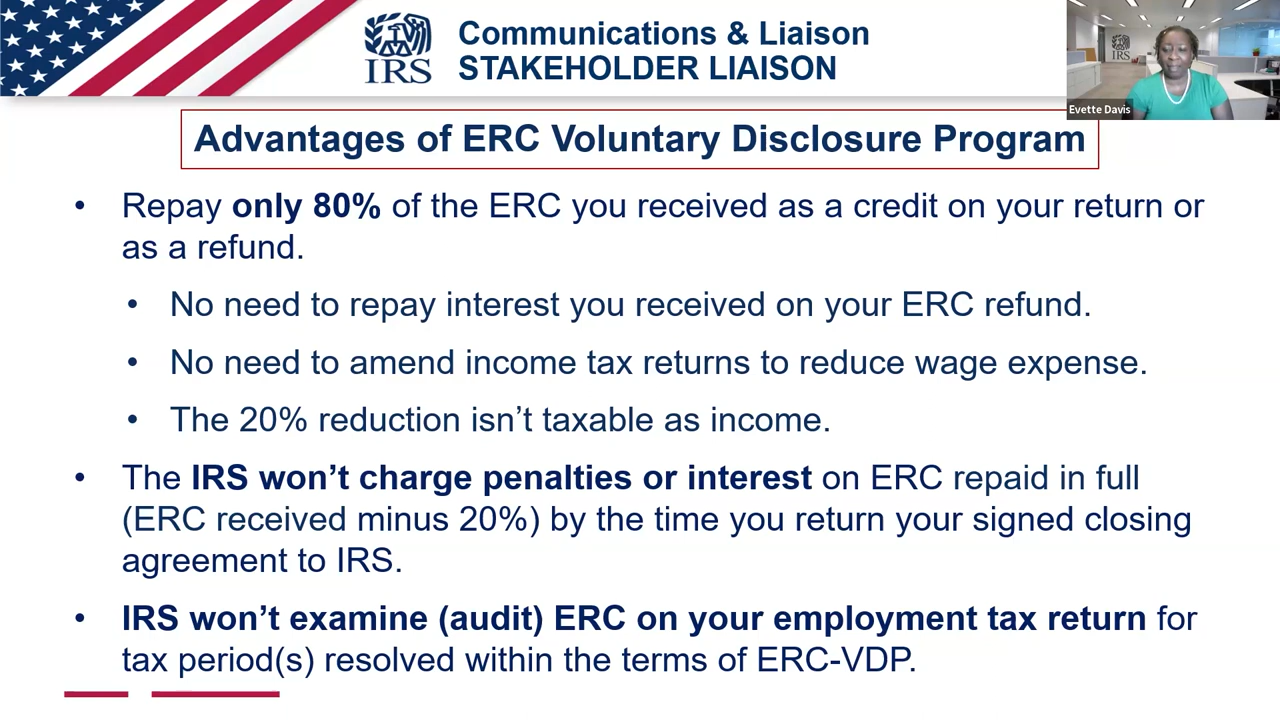 IRS
Communications & Liaison
STAKEHOLDER LIAISON
IRS
Evette Davis
Advantages of ERC Voluntary Disclosure Program
• Repay only 80% of the ERC you received as a credit on your return or
as a refund.
• No need to repay interest you received on your ERC refund.
• No need to amend income tax returns to reduce wage expense.
• The 20% reduction isn’t taxable as income.
• The IRS won’t charge penalties or interest on ERC repaid in full
(ERC received minus 20%) by the time you return your signed closing
agreement to IRS.
• IRS won’t examine (audit) ERC on your employment tax return for
tax period(s) resolved within the terms of ERC-VDP.